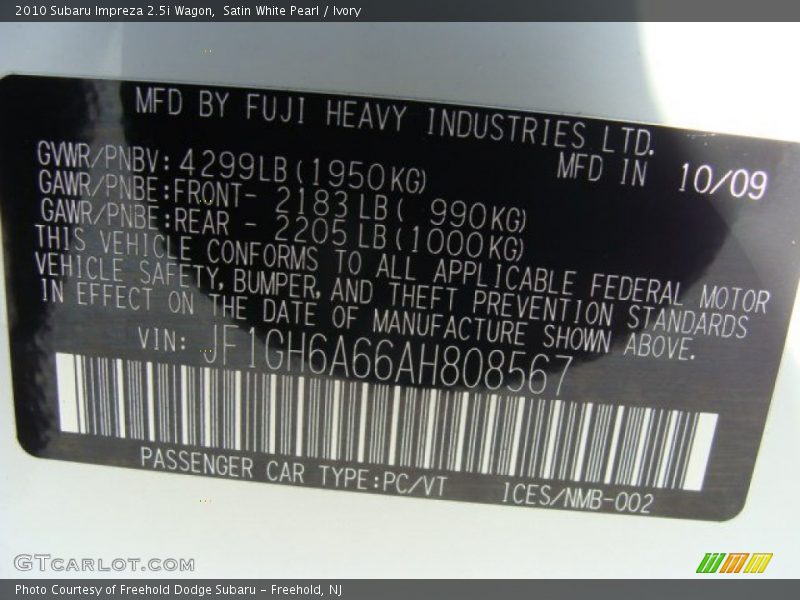 2010 Subaru Impreza 2.5i Wagon,  Satin White Pearl / Ivory
MFD BY FUJI HEAVY INDUSTRIES LTD.
GVWR/PNBV: 4299LB(1950KG) MFD IN 10/09
GAWR/PNBE:FRONT- 2183 LB( 990KG)
GAWR/PNBE:REAR - 2205 LB(1000KG)
THIS VEHICLE CONFORMS TO ALL APPLICABLE FEDERAL MOTOR
VEHICLE SAFETY, BUMPER, AND THEFT PREVENTION STANDARDS
IN EFFECT ON THE DATE OF MANUFACTURE SHOWN ABOVE.
VIN: JF1GH6A66AH808567
PASSENGER CAR TYPE:PC/VT ICES/NMB-002
GTCARLOT.COM
Photo Courtesy of Freehold Dodge Subaru - Freehold, NJ